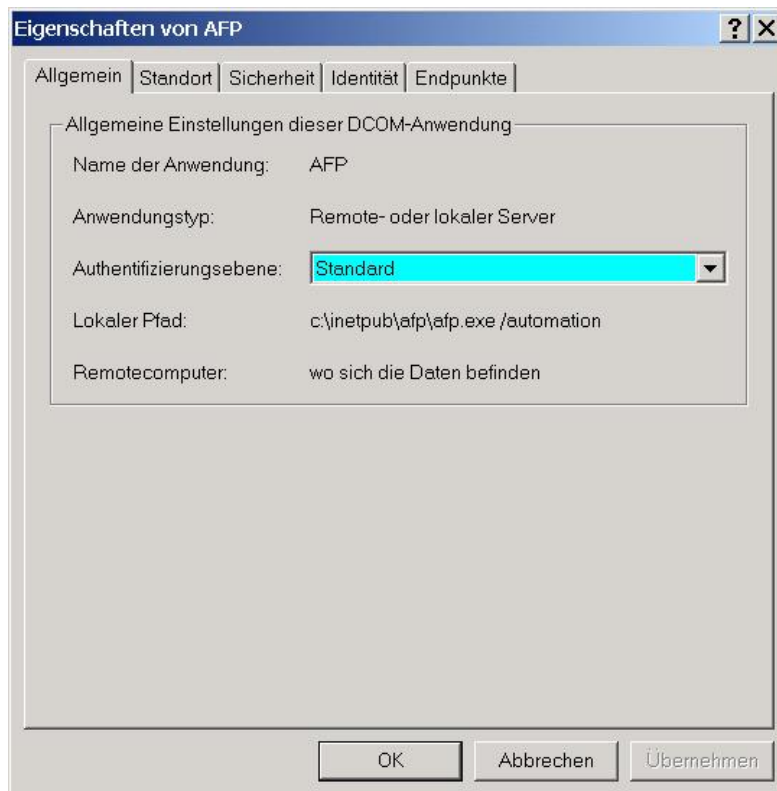 Eigenschaften von AFP
?
Allgemein Standort Sicherheit Identität Endpunkte
Allgemeine Einstellungen dieser DCOM-Anwendung
Name der Anwendung: AFP
Anwendungstyp: Remote- oder lokaler Server
Authentifizierungsebene: Standard
Lokaler Pfad: c:\inetpub\afp\afp.exe /automation
Remotecomputer: wo sich die Daten befinden
OK Abbrechen Übernehmen